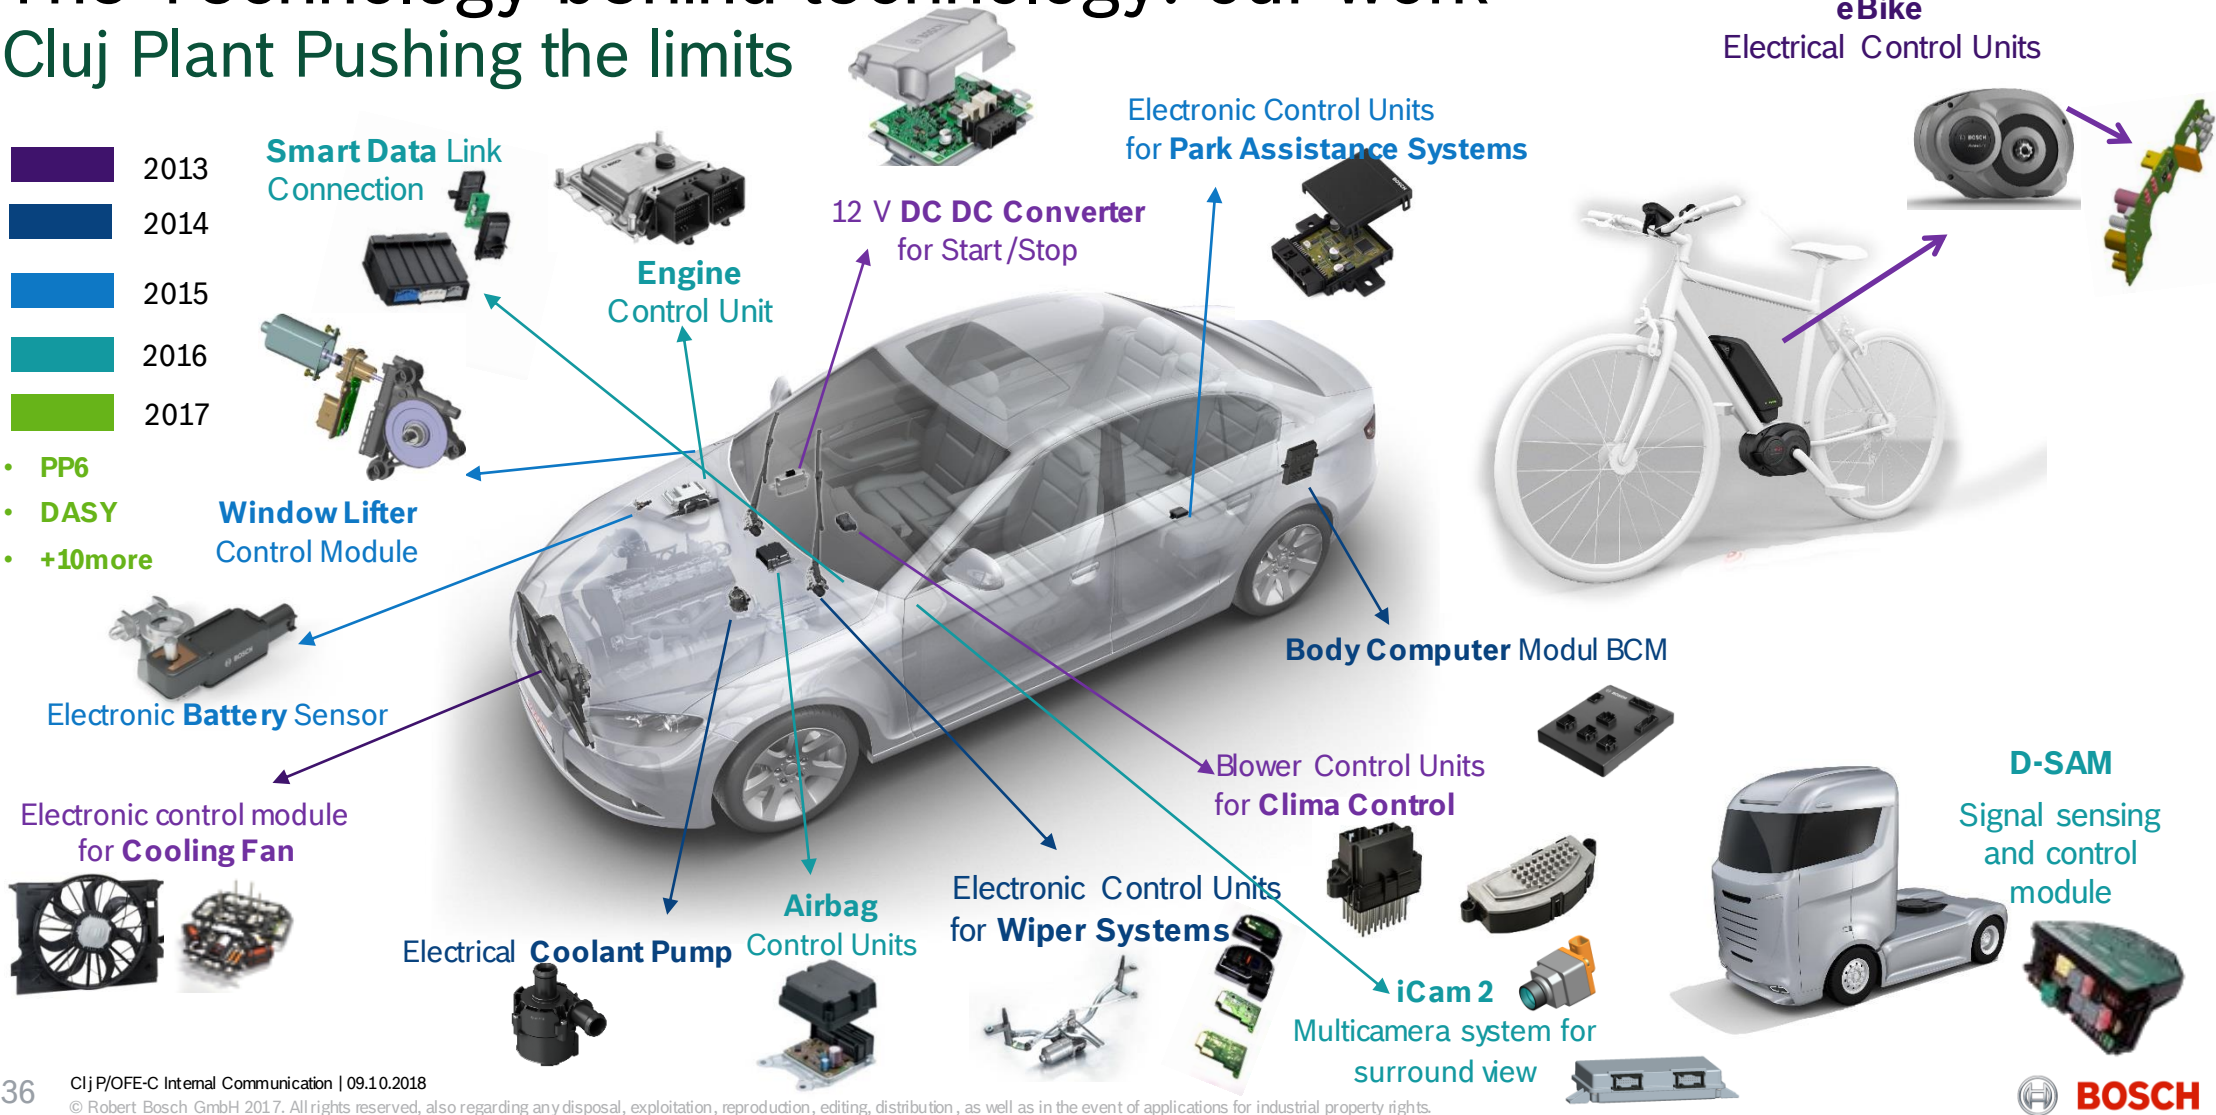 The Technology behind technology: our work
Cluj Plant Pushing the limits
2013
2014
2015
2016
2017
• PP6
• DASY
• +10more
Smart Data Link
Connection
Engine
Control Unit
12 V DC DC Converter
for Start/Stop
Electronic Control Units
for Park Assistance Systems
eBike
Electrical Control Units
Window Lifter
Control Module
Electronic Battery Sensor
Electronic control module
for Cooling Fan
Electrical Coolant Pump
Airbag
Control Units
Electronic Control Units
for Wiper Systems
Blower Control Units
for Clima Control
Body Computer Modul BCM
iCam 2
Multicamera system for
surround view
D-SAM
Signal sensing
and control
module
36
Clj P/OFE-C Internal Communication | 09.10.2018
© Robert Bosch GmbH 2017. All rights reserved, also regarding any disposal, exploitation, reproduction, editing, distribution, as well as in the event of applications for industrial property rights.
BOSCH